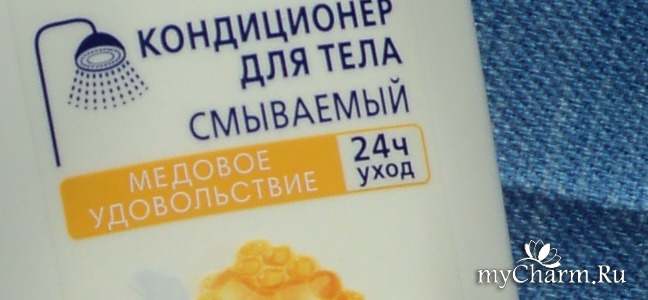 КОНДИЦИОНЕР
ДЛЯ ТЕЛА
СМЫВАЕМЫЙ
МЕДОВОЕ
УДОВОЛЬСТВИЕ
24ч
уход
myCharm.Ru